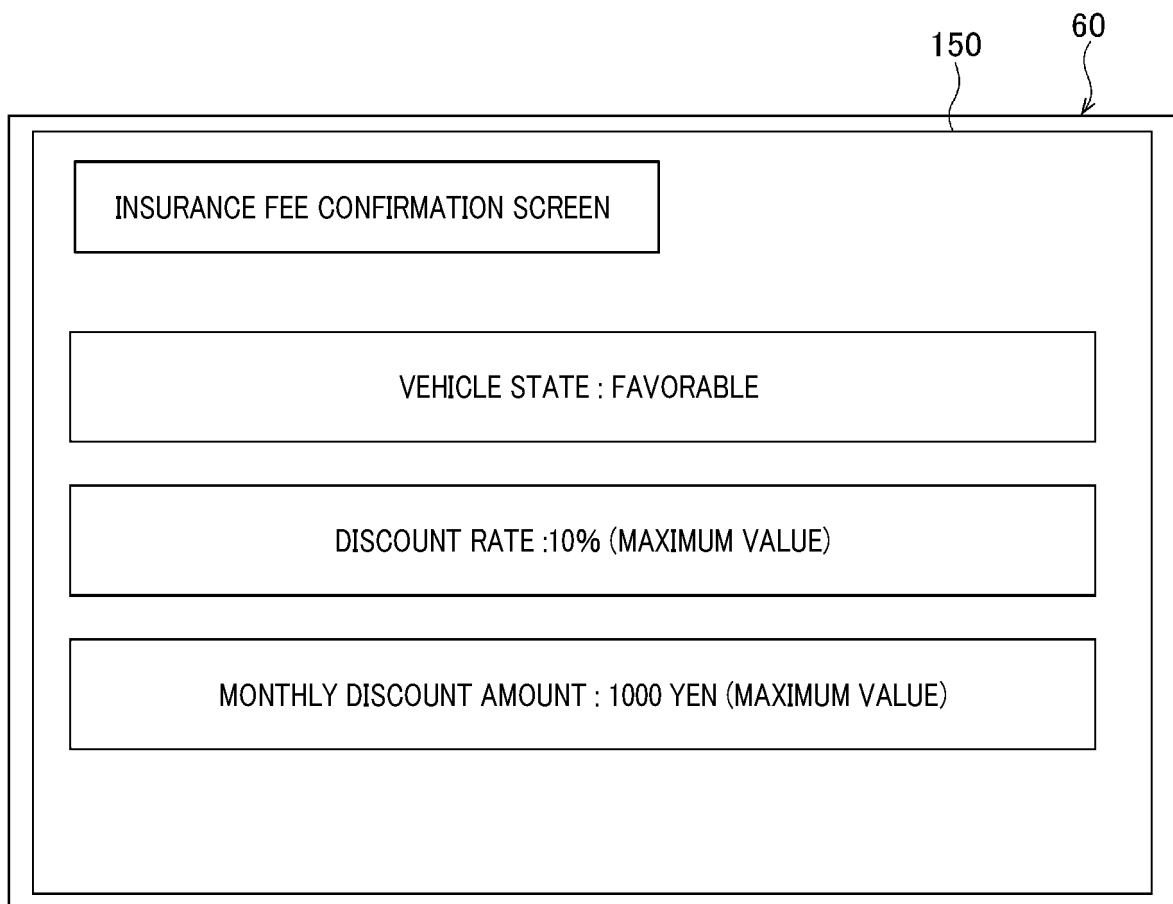 60
150
INSURANCE FEE CONFIRMATION SCREEN
VEHICLE STATE : FAVORABLE
DISCOUNT RATE :10% (MAXIMUM VALUE)
MONTHLY DISCOUNT AMOUNT : 1000 YEN (MAXIMUM VALUE)